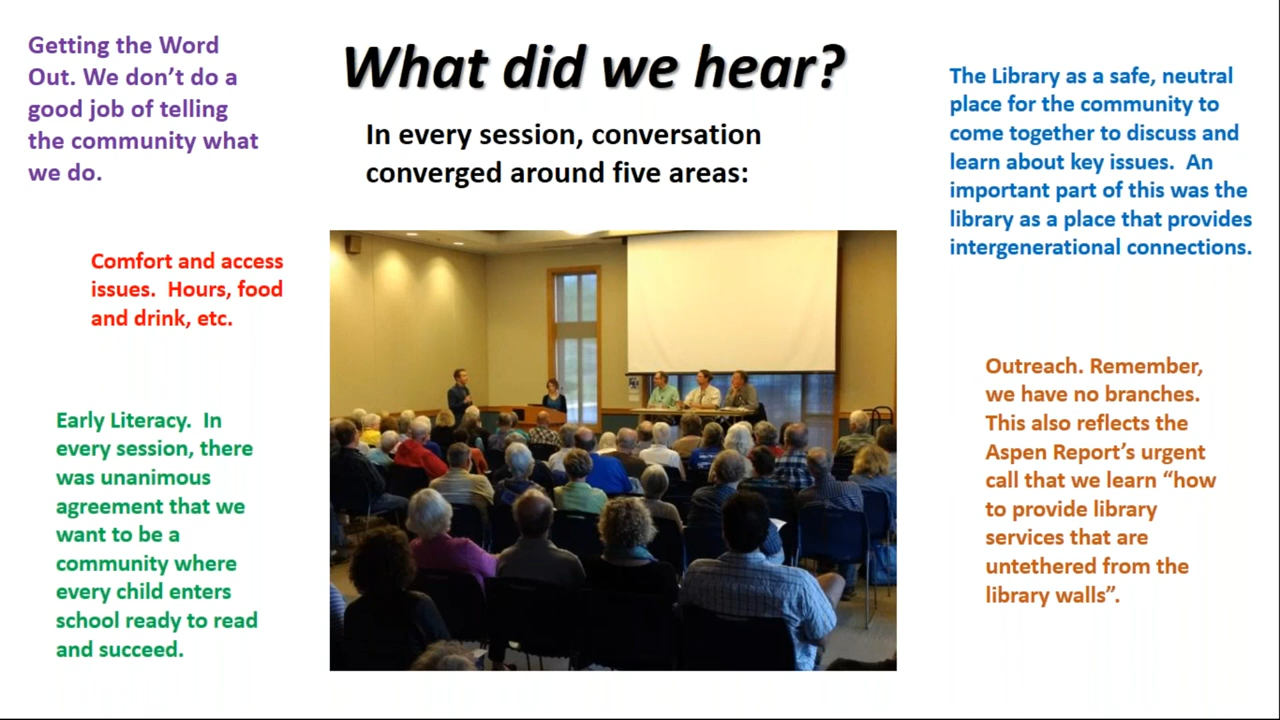 What did we hear?
In every session, conversation
converged around five areas:
Getting the Word
Out. We don’t do a
good job of telling
the community what
we do.
Comfort and access
issues.  Hours, food
and drink, etc.
Early Literacy.  In
every session, there
was unanimous
agreement that we
want to be a
community where
every child enters
school ready to read
and succeed.
The Library as a safe, neutral
place for the community to
come together to discuss and
learn about key issues.  An
important part of this was the
library as a place that provides
intergenerational connections.
Outreach. Remember,
we have no branches.
This also reflects the
Aspen Report’s urgent
call that we learn “how
to provide library
services that are
untethered from the
library walls”.